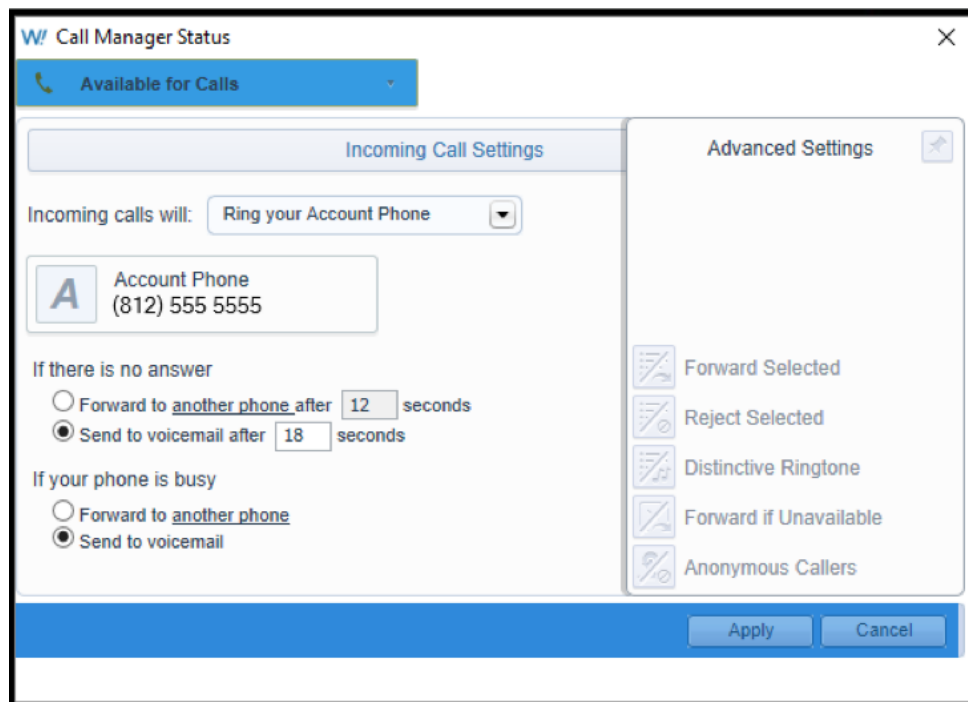 W! Call Manager Status
Available for Calls
Incoming Call Settings
Advanced Settings
Incoming calls will: Ring your Account Phone
A
Account Phone
(812) 555 5555
If there is no answer
Forward to another phone after 12 seconds
Send to voicemail after 18 seconds
If your phone is busy
Forward to another phone
Send to voicemail
Forward Selected
Reject Selected
Distinctive Ringtone
Forward if Unavailable
Anonymous Callers
Apply
Cancel